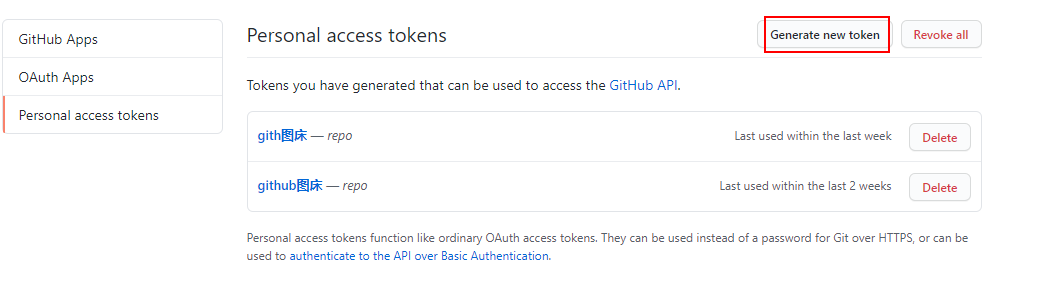 GitHub Apps
OAuth Apps
Personal access tokens
Personal access tokens
Generate new token
Revoke all
Tokens you have generated that can be used to access the GitHub API.
gith图床 — repo
Last used within the last week
Delete
github图床 — repo
Last used within the last 2 weeks
Delete
Personal access tokens function like ordinary OAuth access tokens. They can be used instead of a password for Git over HTTPS, or can be
used to authenticate to the API over Basic Authentication.